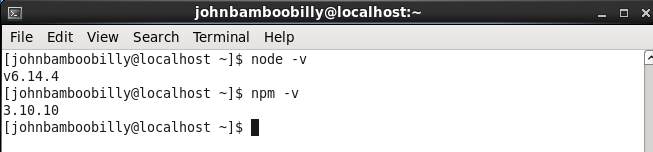 johnbamboobilly@localhost:~
File Edit View Search Terminal Help
[johnbamboobilly@localhost ~]$ node -v
v6.14.4
[johnbamboobilly@localhost ~]$ npm -v
3.10.10
[johnbamboobilly@localhost ~]$